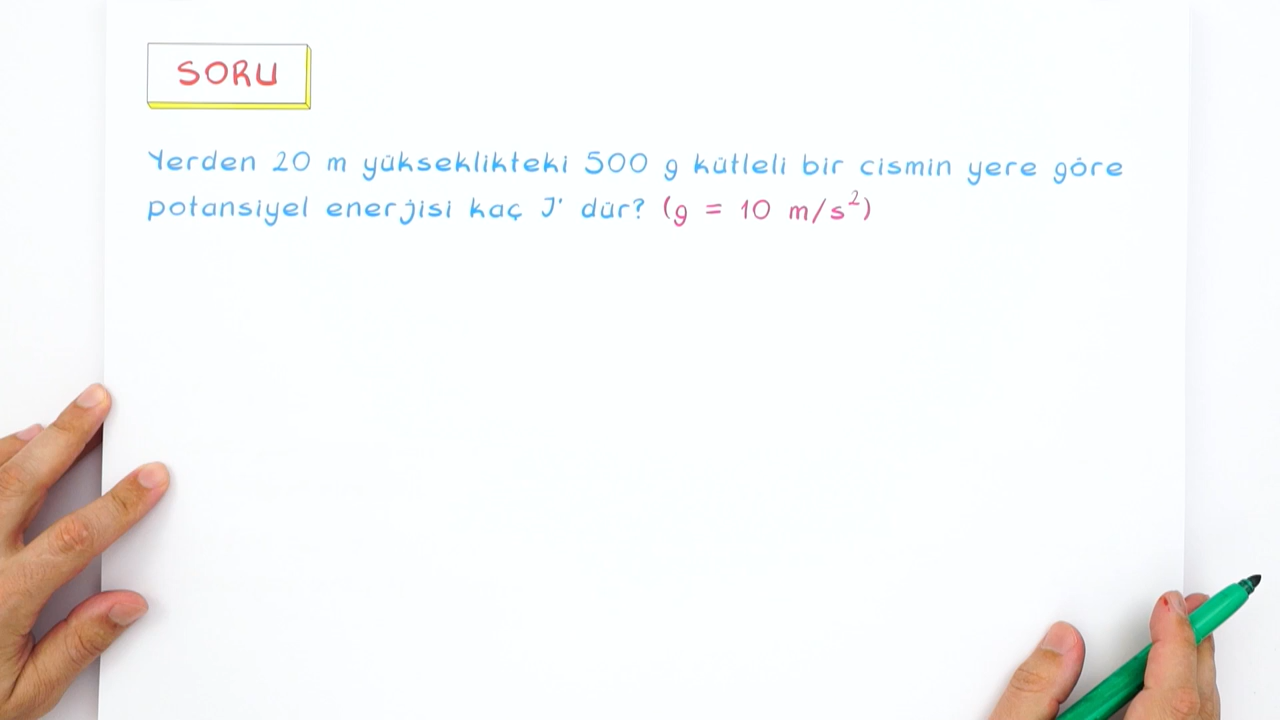 SORU
Yerden 20 m yükseklikteki 500 g kütleli bir cismin yere göre
potansiyel enerjisi kaç J' dür? (g = 10 m/s²)